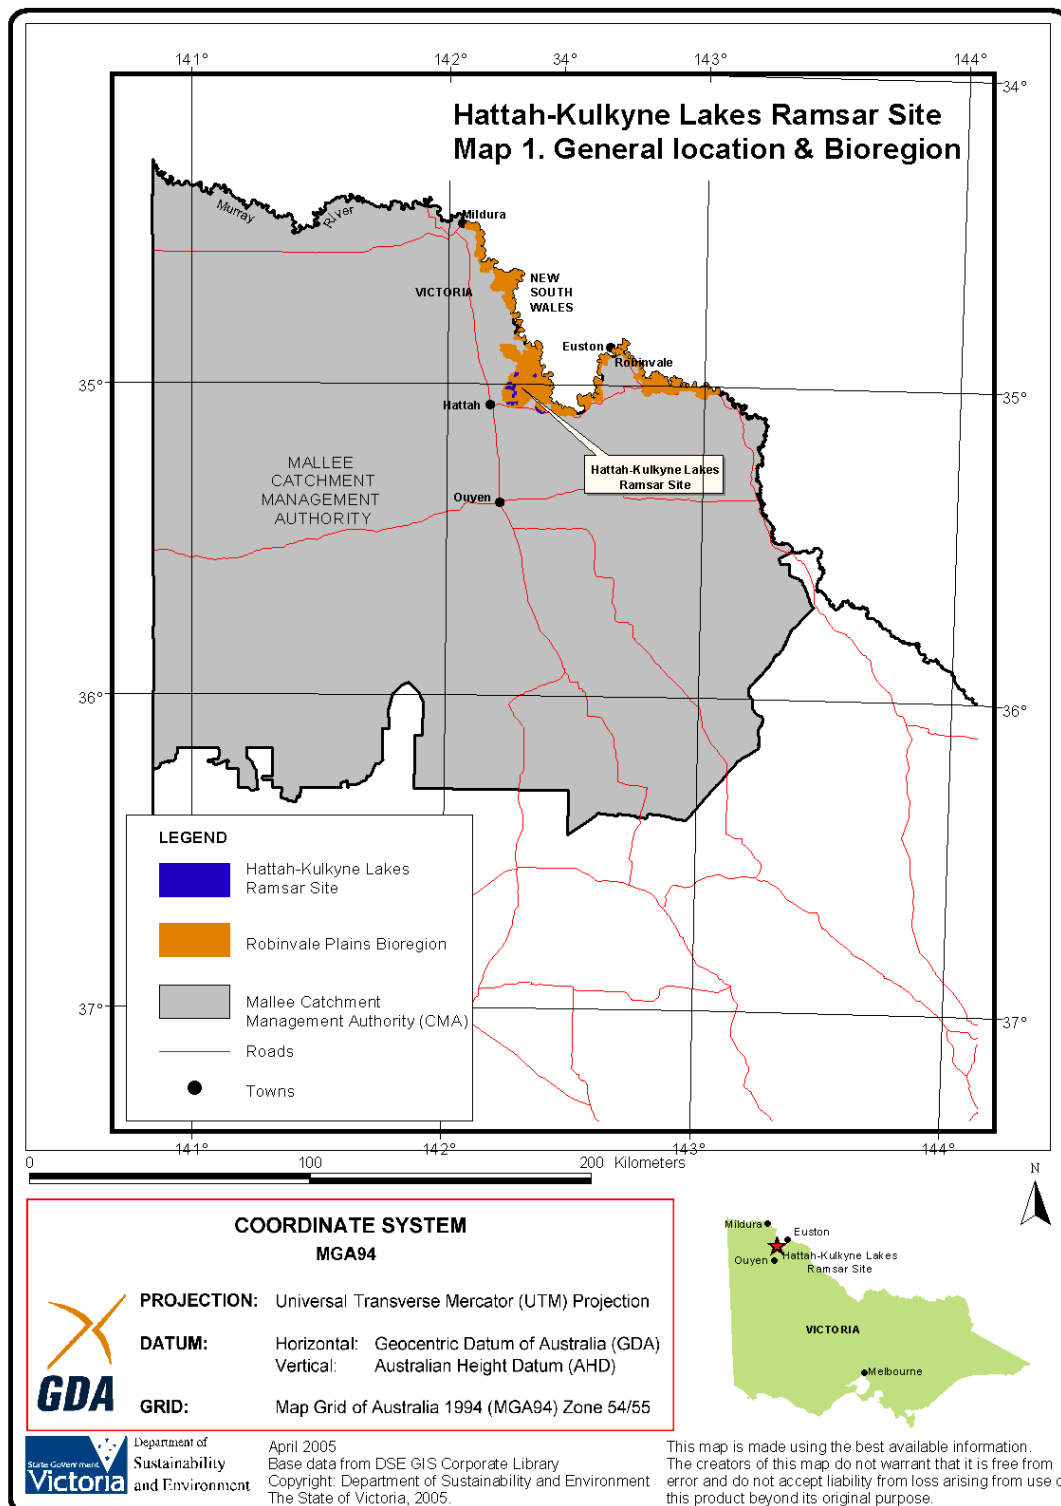 141°
142°
34°
143°
144°
34°
Hattah-Kulkyne Lakes Ramsar Site
Map 1. General location & Bioregion
Murray
River
Mildura
VICTORIA
NEW
SOUTH
WALES
Euston
Robinvale
35°
35°
Hattah
Hattah-Kulkyne Lakes
Ramsar Site
MALLEE
CATCHMENT
MANAGEMENT
AUTHORITY
Ouyen
36°
36°
LEGEND
Hattah-Kulkyne Lakes
Ramsar Site
Robinvale Plains Bioregion
Mallee Catchment
Management Authority (CMA)
Roads
Towns
37°
37°
141°
142°
143°
144°
0
100
200 Kilometers
N
COORDINATE SYSTEM
MGA94
PROJECTION: Universal Transverse Mercator (UTM) Projection
DATUM: Horizontal: Geocentric Datum of Australia (GDA)
Vertical: Australian Height Datum (AHD)
GRID: Map Grid of Australia 1994 (MGA94) Zone 54/55
GDA
Mildura
Euston
Ouyen
Hattah-Kulkyne Lakes
Ramsar Site
VICTORIA
Melbourne
State Government
Victoria
Department of
Sustainability
and Environment
April 2005
Base data from DSE GIS Corporate Library
Copyright: Department of Sustainability and Environment
The State of Victoria, 2005.
This map is made using the best available information.
The creators of this map do not warrant that it is free from
error and do not accept liability from loss arising from use o
this product beyond its original purpose.